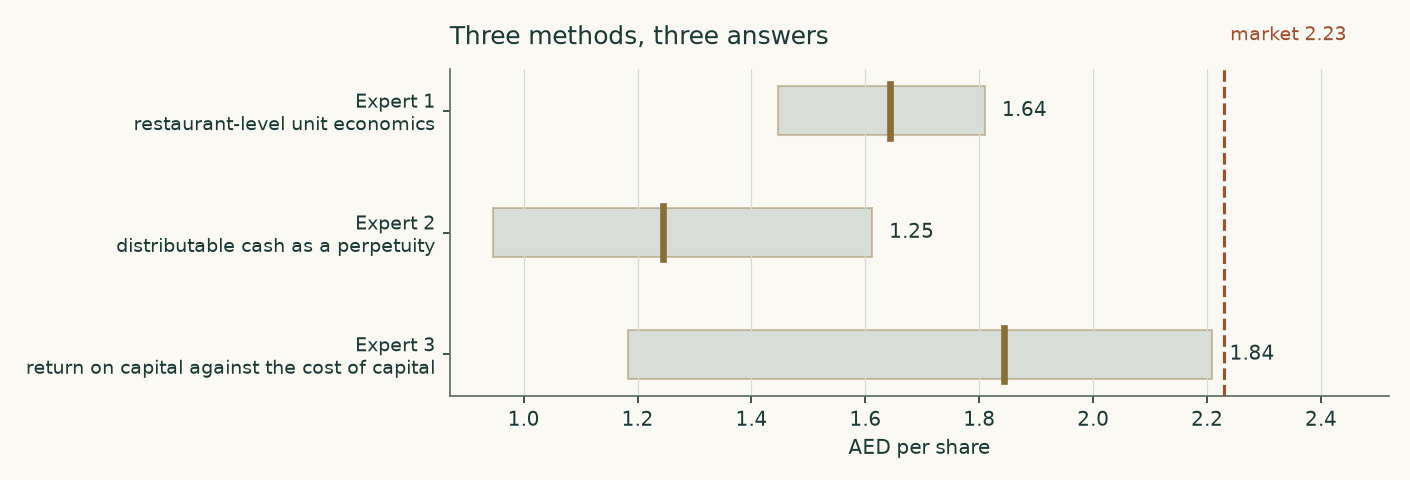 Three methods, three answers
market 2.23
Expert 1
restaurant-level unit economics
1.64
Expert 2
distributable cash as a perpetuity
1.25
Expert 3
return on capital against the cost of capital
1.84
1.0 1.2 1.4 1.6 1.8 2.0 2.2 2.4
AED per share